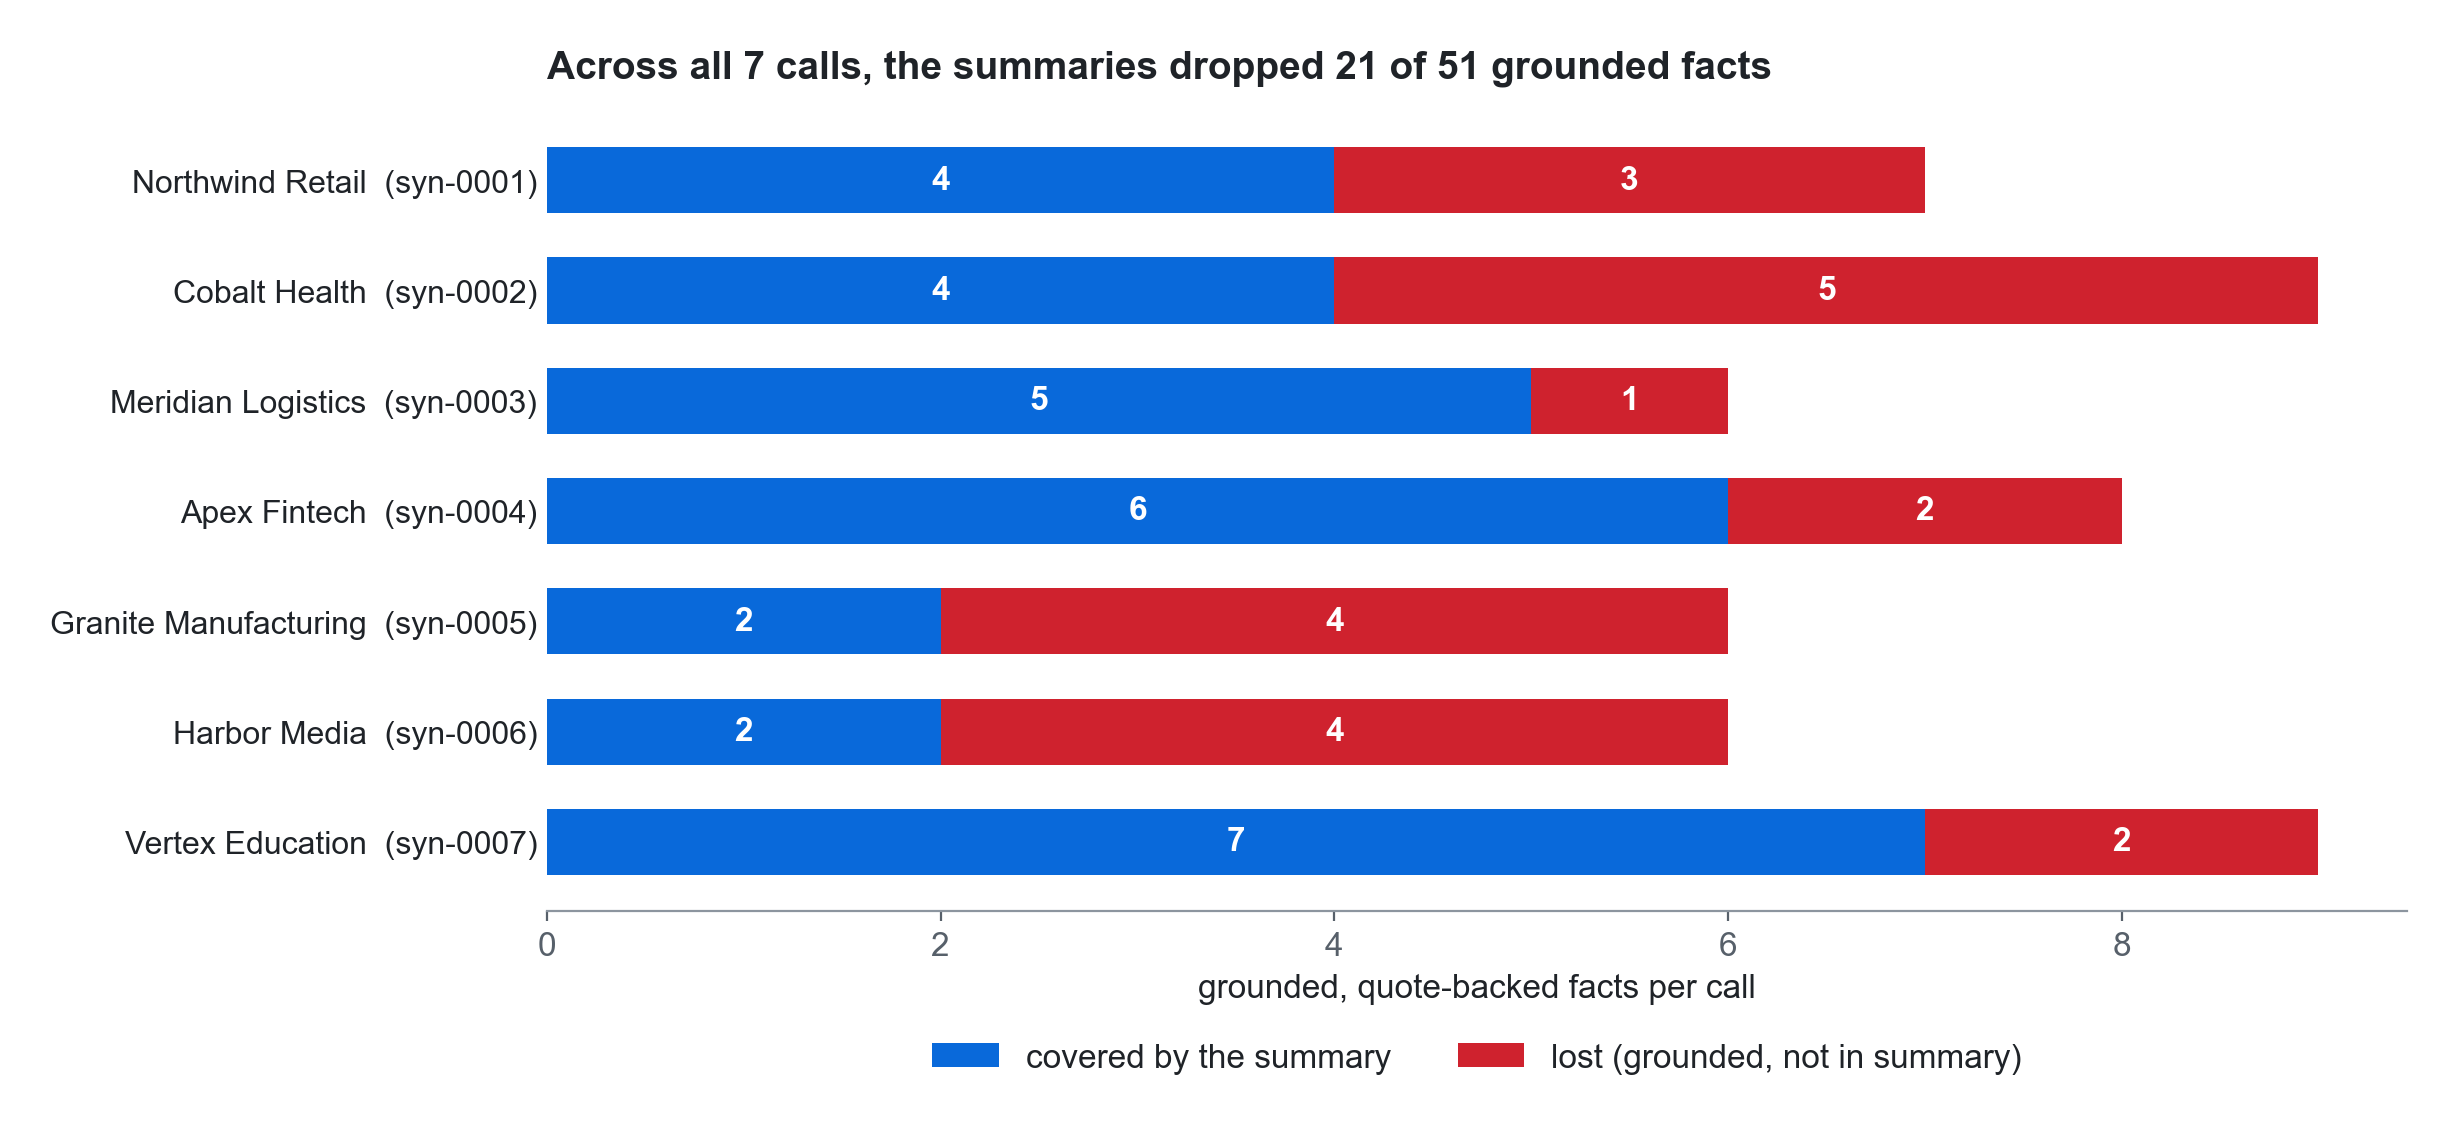 Across all 7 calls, the summaries dropped 21 of 51 grounded facts
Northwind Retail (syn-0001) 4 3
Cobalt Health (syn-0002) 4 5
Meridian Logistics (syn-0003) 5 1
Apex Fintech (syn-0004) 6 2
Granite Manufacturing (syn-0005) 2 4
Harbor Media (syn-0006) 2 4
Vertex Education (syn-0007) 7 2
0 2 4 6 8
grounded, quote-backed facts per call
covered by the summary lost (grounded, not in summary)